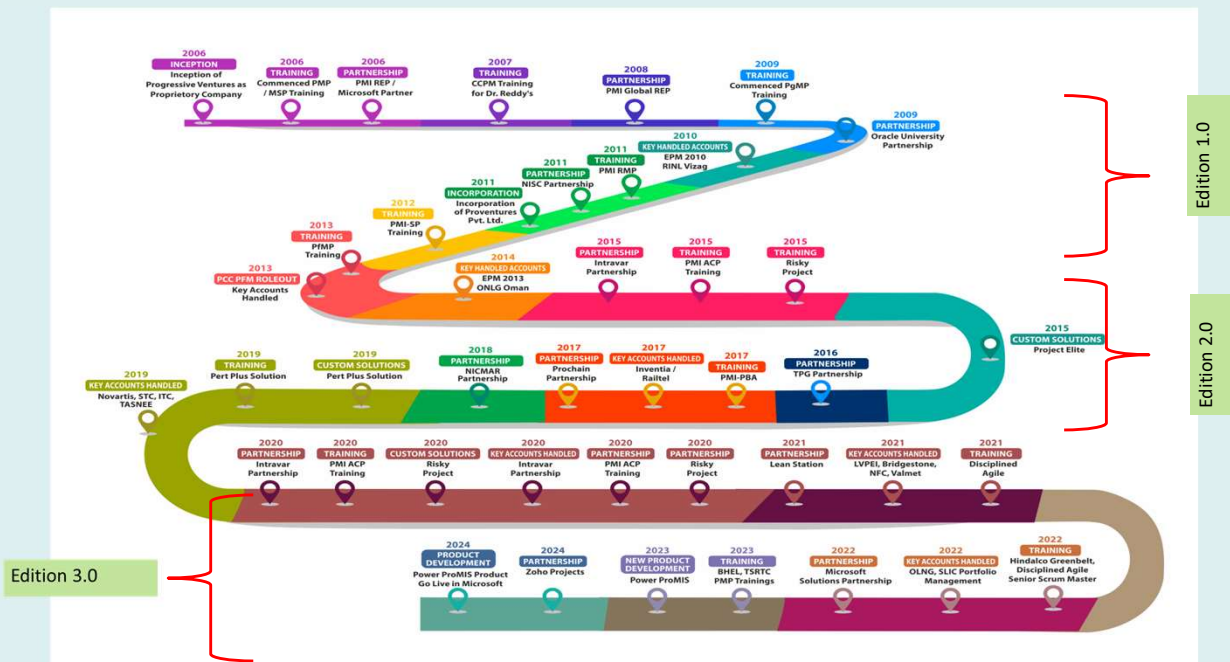 2006
INCEPTION
Inception of
Progressive Ventures as
Proprietory Company
2006
TRAINING
Commenced PMP
/ MSP Training
2006
PARTNERSHIP
PMI REP /
Microsoft Partner
2007
TRAINING
CCPM Training
for Dr. Reddy's
2008
PARTNERSHIP
PMI Global REP
2009
TRAINING
Commenced PgMP
Training
2009
PARTNERSHIP
Oracle University
Partnership
2010
KEY HANDLED ACCOUNTS
EPM 2010
RINL Vizag
2011
TRAINING
PMI RMP
2011
PARTNERSHIP
NISC Partnership
2011
INCORPORATION
Incorporation
of Proventures
Pvt. Ltd.
2012
TRAINING
PMI-SP
Training
2013
TRAINING
PfMP
Training
2013
PCC PFM ROLEOUT
Key Accounts
Handled
2014
KEY HANDLED ACCOUNTS
EPM 2013
ONLG Oman
2015
PARTNERSHIP
Intravar
Partnership
2015
TRAINING
PMI ACP
Training
2015
TRAINING
Risky
Project
2015
CUSTOM SOLUTIONS
Project Elite
2016
PARTNERSHIP
TPG Partnership
2017
TRAINING
PMI-PBA
2017
KEY ACCOUNTS HANDLED
Inventia /
Railtel
2017
PARTNERSHIP
Prochain
Partnership
2018
PARTNERSHIP
NICMAR
Partnership
2019
CUSTOM SOLUTIONS
Pert Plus Solution
2019
TRAINING
Pert Plus Solution
2019
KEY ACCOUNTS HANDLED
Novartis, STC, ITC,
TASNEE
2020
PARTNERSHIP
Intravar
Partnership
2020
TRAINING
PMI ACP
Training
2020
CUSTOM SOLUTIONS
Risky
Project
2020
KEY ACCOUNTS HANDLED
Intravar
Partnership
2020
PARTNERSHIP
PMI ACP
Training
2020
PARTNERSHIP
Risky
Project
2021
PARTNERSHIP
Lean Station
2021
KEY ACCOUNTS HANDLED
LVPEI, Bridgestone,
NFC, Valmet
2021
TRAINING
Disciplined
Agile
2022
TRAINING
Hindalco Greenbelt,
Disciplined Agile
Senior Scrum Master
2022
KEY ACCOUNTS HANDLED
OLNG, SLIC Portfolio
Management
2022
PARTNERSHIP
Microsoft
Solutions Partnership
2023
TRAINING
BHEL, TSRTC
PMP Trainings
2023
NEW PRODUCT
DEVELOPMENT
Power ProMIS
2024
PARTNERSHIP
Zoho Projects
2024
PRODUCT
DEVELOPMENT
Power ProMIS Product
Go Live in Microsoft
Edition 1.0
Edition 2.0
Edition 3.0